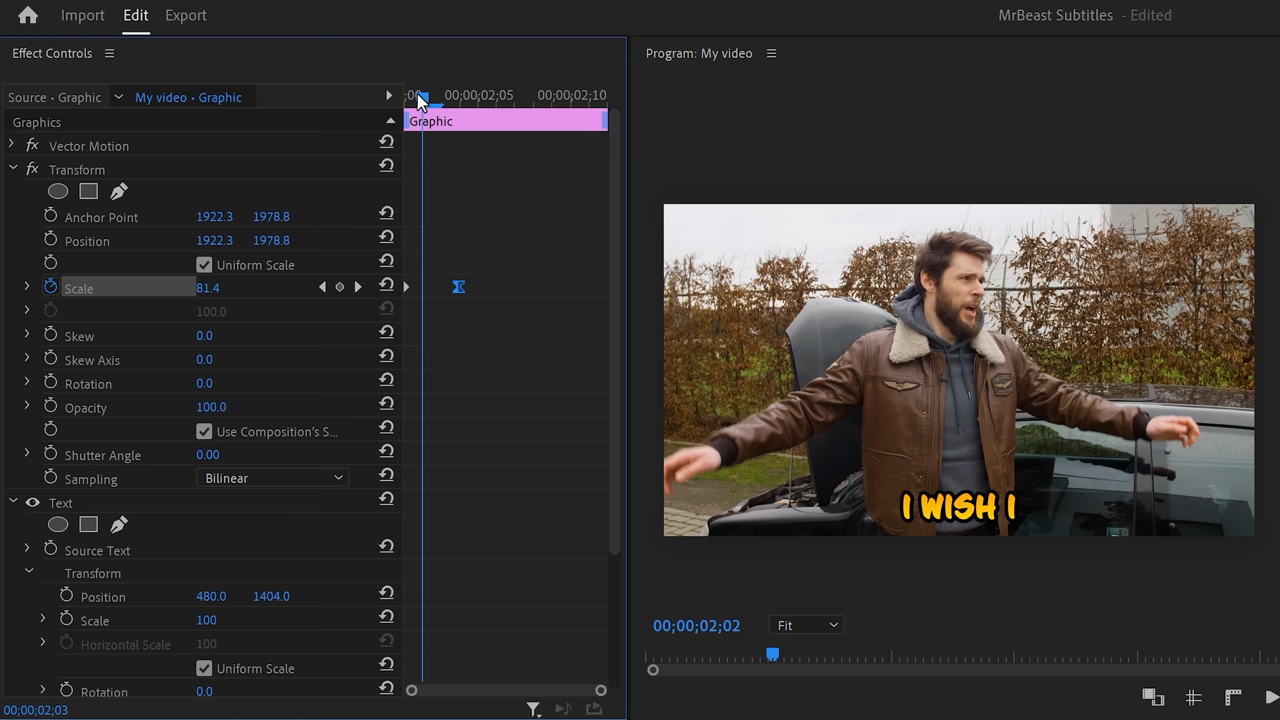 Import Edit Export MrBeast Subtitles - Edited
Effect Controls
Program: My video
Source • Graphic My video • Graphic ;00 00;00;02;05 00;00;02;10
Graphics
Graphic
fx Vector Motion
fx Transform
Anchor Point 1922.3 1978.8
Position 1922.3 1978.8
Uniform Scale
Scale 81.4
100.0
Skew 0.0
Skew Axis 0.0
Rotation 0.0
Opacity 100.0
Use Composition's S...
Shutter Angle 0.00
Sampling Bilinear
Text
Source Text
Transform
Position 480.0 1404.0
Scale 100
Horizontal Scale 100
Uniform Scale
Rotation 0.0
00;00;02;03
I WISH I
00;00;02;02 Fit